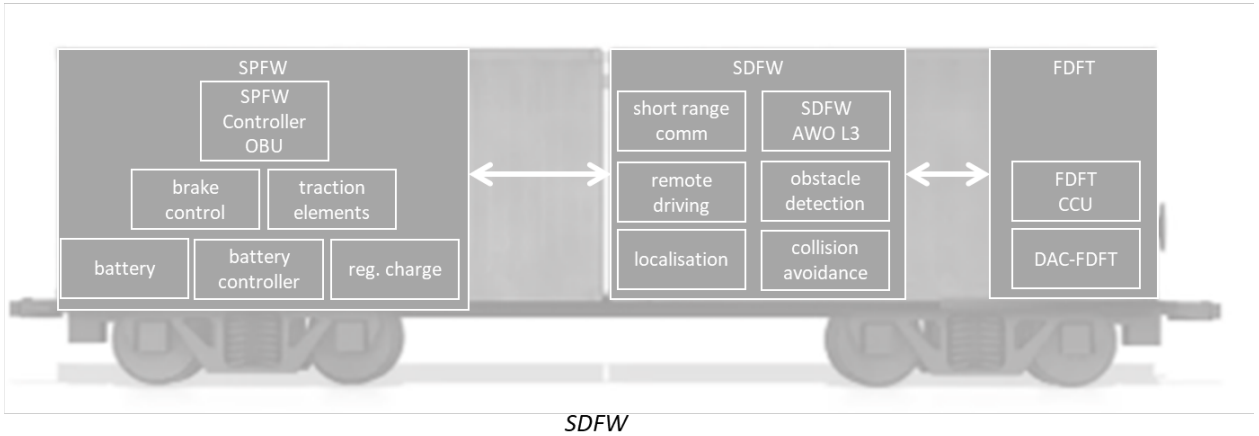 SPFW
SPFW
Controller
OBU
brake
control
traction
elements
battery
battery
controller
reg. charge
SDFW
short range
comm
SDFW
AWO L3
remote
driving
obstacle
detection
localisation
collision
avoidance
FDFT
FDFT
CCU
DAC-FDFT
SDFW